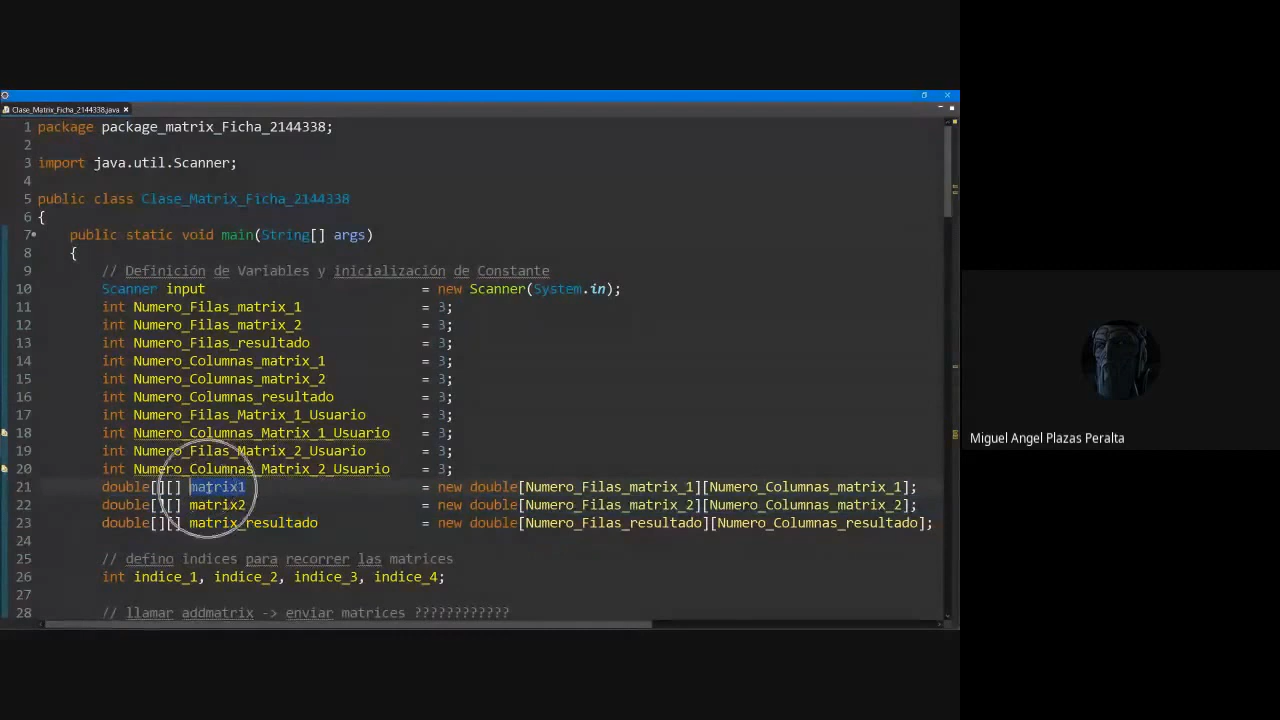 Clase_Matrix_Ficha_2144338.java
1 package package_matrix_Ficha_2144338;
2
3 import java.util.Scanner;
4
5 public class Clase_Matrix_Ficha_2144338
6 {
7 public static void main(String[] args)
8 {
9 // Definición de Variables y inicialización de Constante
10 Scanner input = new Scanner(System.in);
11 int Numero_Filas_matrix_1 = 3;
12 int Numero_Filas_matrix_2 = 3;
13 int Numero_Filas_resultado = 3;
14 int Numero_Columnas_matrix_1 = 3;
15 int Numero_Columnas_matrix_2 = 3;
16 int Numero_Columnas_resultado = 3;
17 int Numero_Filas_Matrix_1_Usuario = 3;
18 int Numero_Columnas_Matrix_1_Usuario = 3;
19 int Numero_Filas_Matrix_2_Usuario = 3;
20 int Numero_Columnas_Matrix_2_Usuario = 3;
21 double[][] matrix1 = new double[Numero_Filas_matrix_1][Numero_Columnas_matrix_1];
22 double[][] matrix2 = new double[Numero_Filas_matrix_2][Numero_Columnas_matrix_2];
23 double[][] matrix_resultado = new double[Numero_Filas_resultado][Numero_Columnas_resultado];
24
25 // defino indices para recorrer las matrices
26 int indice_1, indice_2, indice_3, indice_4;
27
28 // llamar addmatrix -> enviar matrices ????????????
Miguel Angel Plazas Peralta